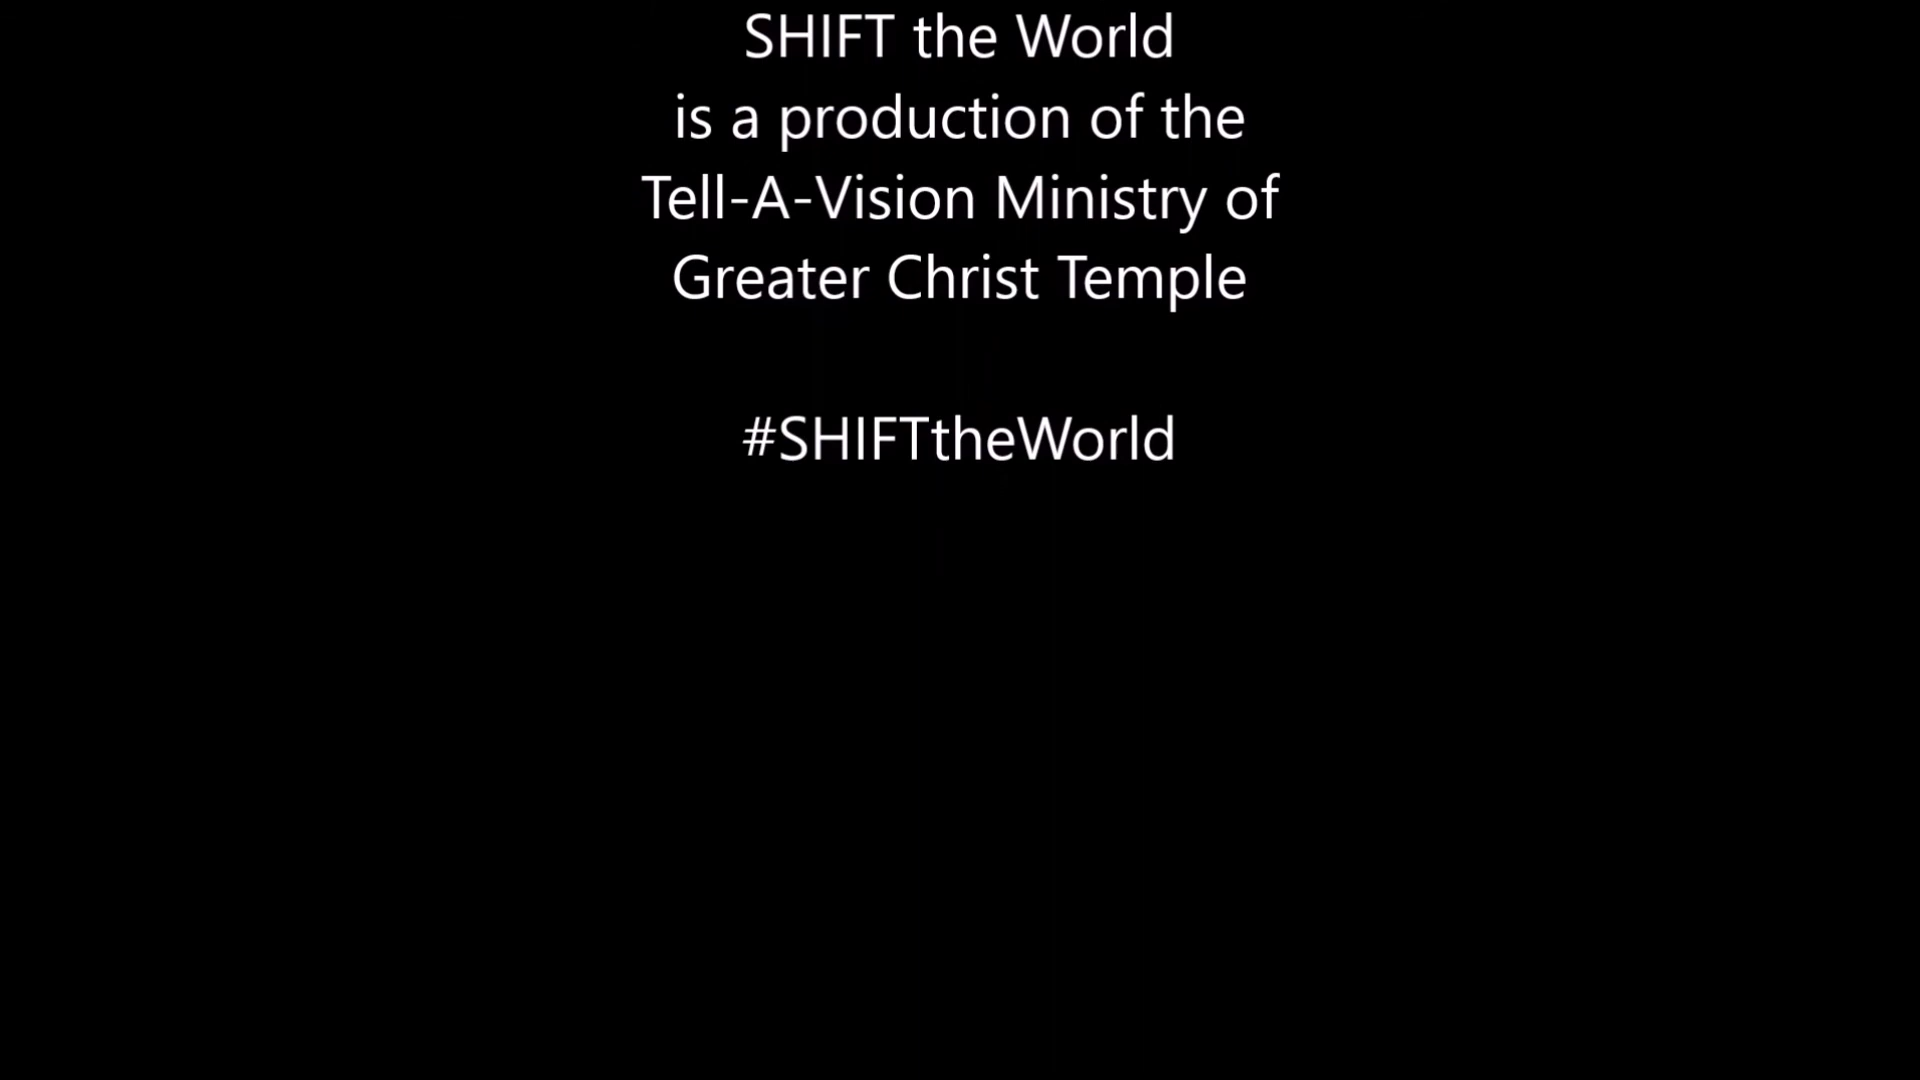 SHIFT the World
is a production of the
Tell-A-Vision Ministry of
Greater Christ Temple
#SHIFTtheWorld